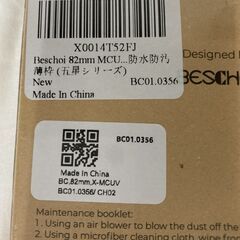 X0014T52FJ
Beschoi 82mm MCU...防水防汚
薄枠 (五星シリーズ)
New
BC01.0356
Made In China
Designed
BESCH
BC01.0356
Made In China
BC,82mm,X-MCUV
BC01.0356/ CH02
Maintenance booklet:
1. Using an air blower to blow the dust off the
2. Using a microfiber cleaning cloth, wipe from